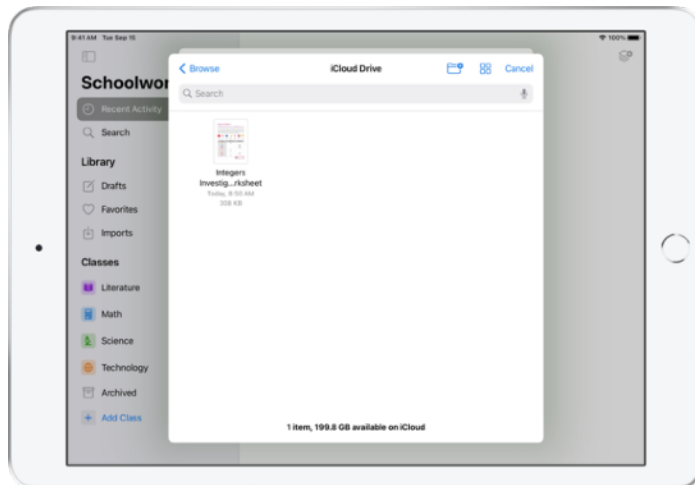 9:41 AM Tue Sep 15
100%
Schoolwor
Recent Activity
Search
Library
Drafts
Favorites
Imports
Classes
Literature
Math
Science
Technology
Archived
Add Class
Browse
iCloud Drive
Cancel
Search
Integers
Investig...rksheet
Today, 8:50 AM
308 KB
1 item, 199.8 GB available on iCloud